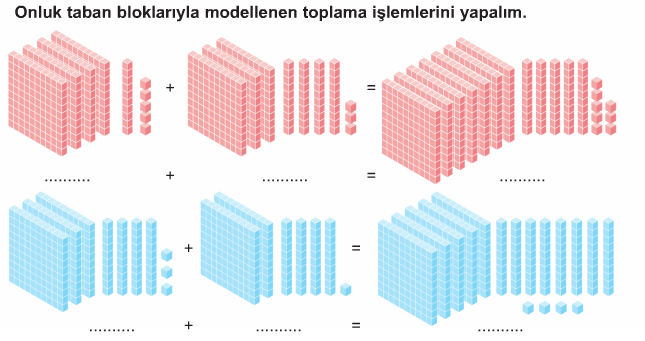 Onluk taban bloklarıyla modellenen toplama işlemlerini yapalım.
+ =
.......... + .......... = ..........
+ =
.......... + .......... = ..........